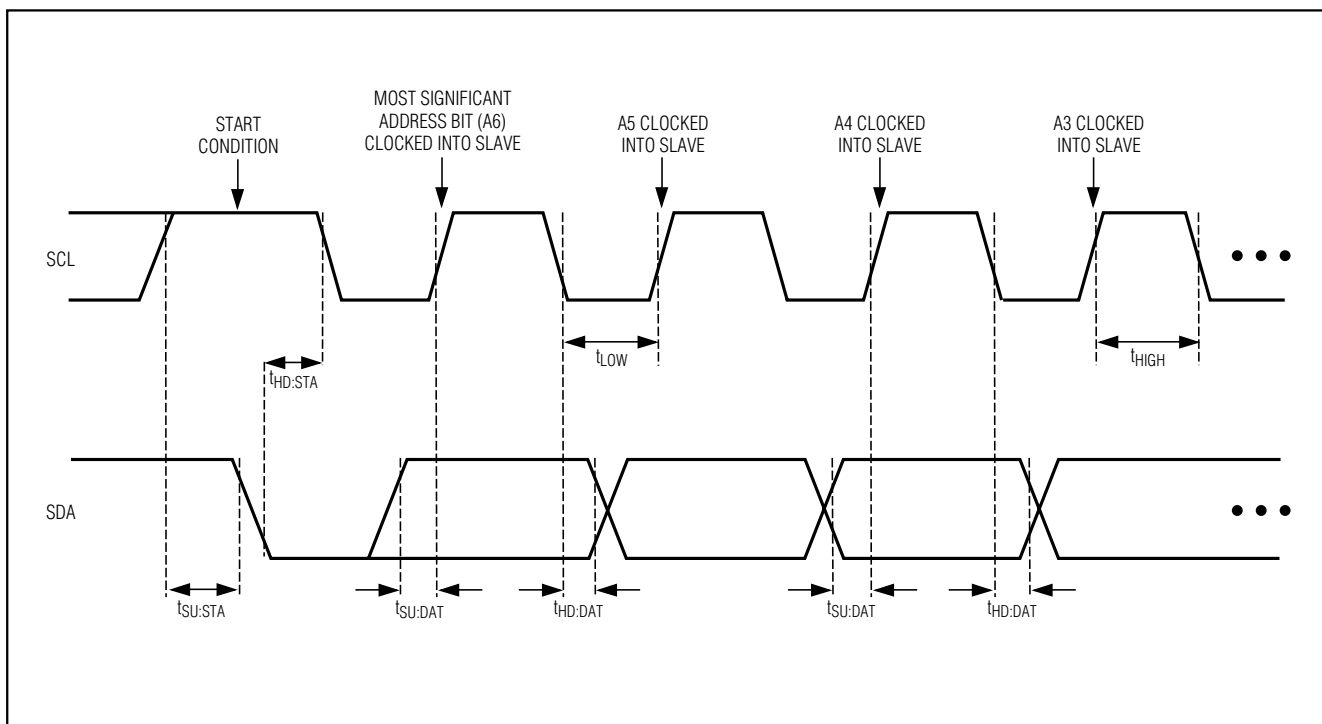 START
CONDITION
MOST SIGNIFICANT
ADDRESS BIT (A6)
CLOCKED INTO SLAVE
A5 CLOCKED
INTO SLAVE
A4 CLOCKED
INTO SLAVE
A3 CLOCKED
INTO SLAVE
SCL
tHD:STA
tLOW
tHIGH
SDA
tSU:STA
tSU:DAT
tHD:DAT
tSU:DAT
tHD:DAT